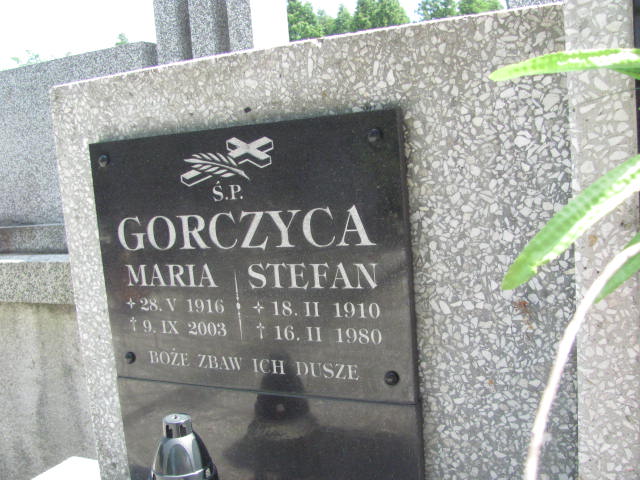 Ś.P.
GORCZYCA
MARIA STEFAN
28. V 1916 18. II 1910
† 9. IX 2003 † 16. II 1980
BOŻE ZBAW ICH DUSZE